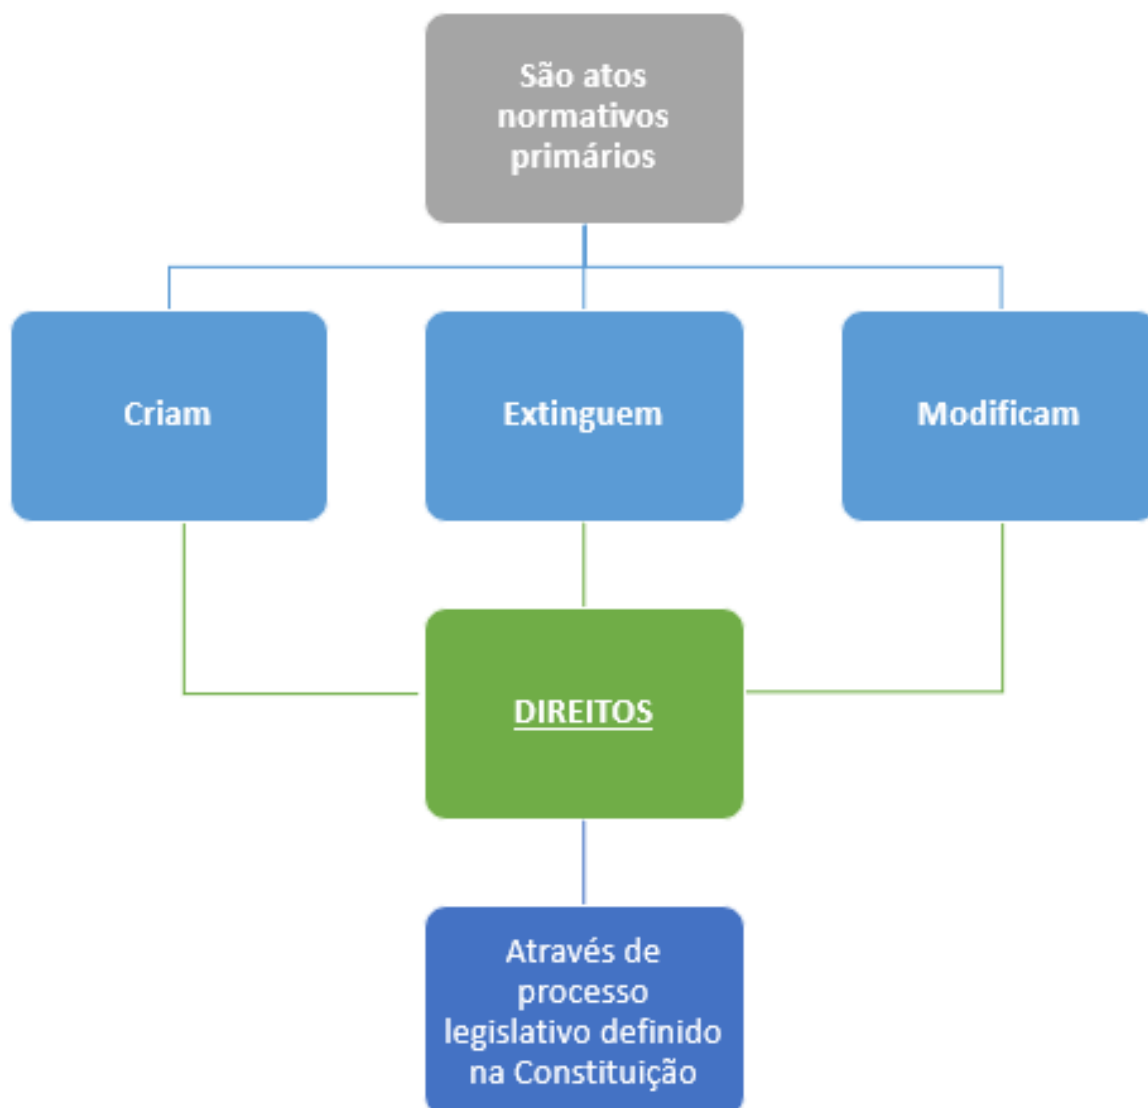 São atos
normativos
primários
Criam
Extinguem
Modificam
DIREITOS
Através de
processo
legislativo definido
na Constituição